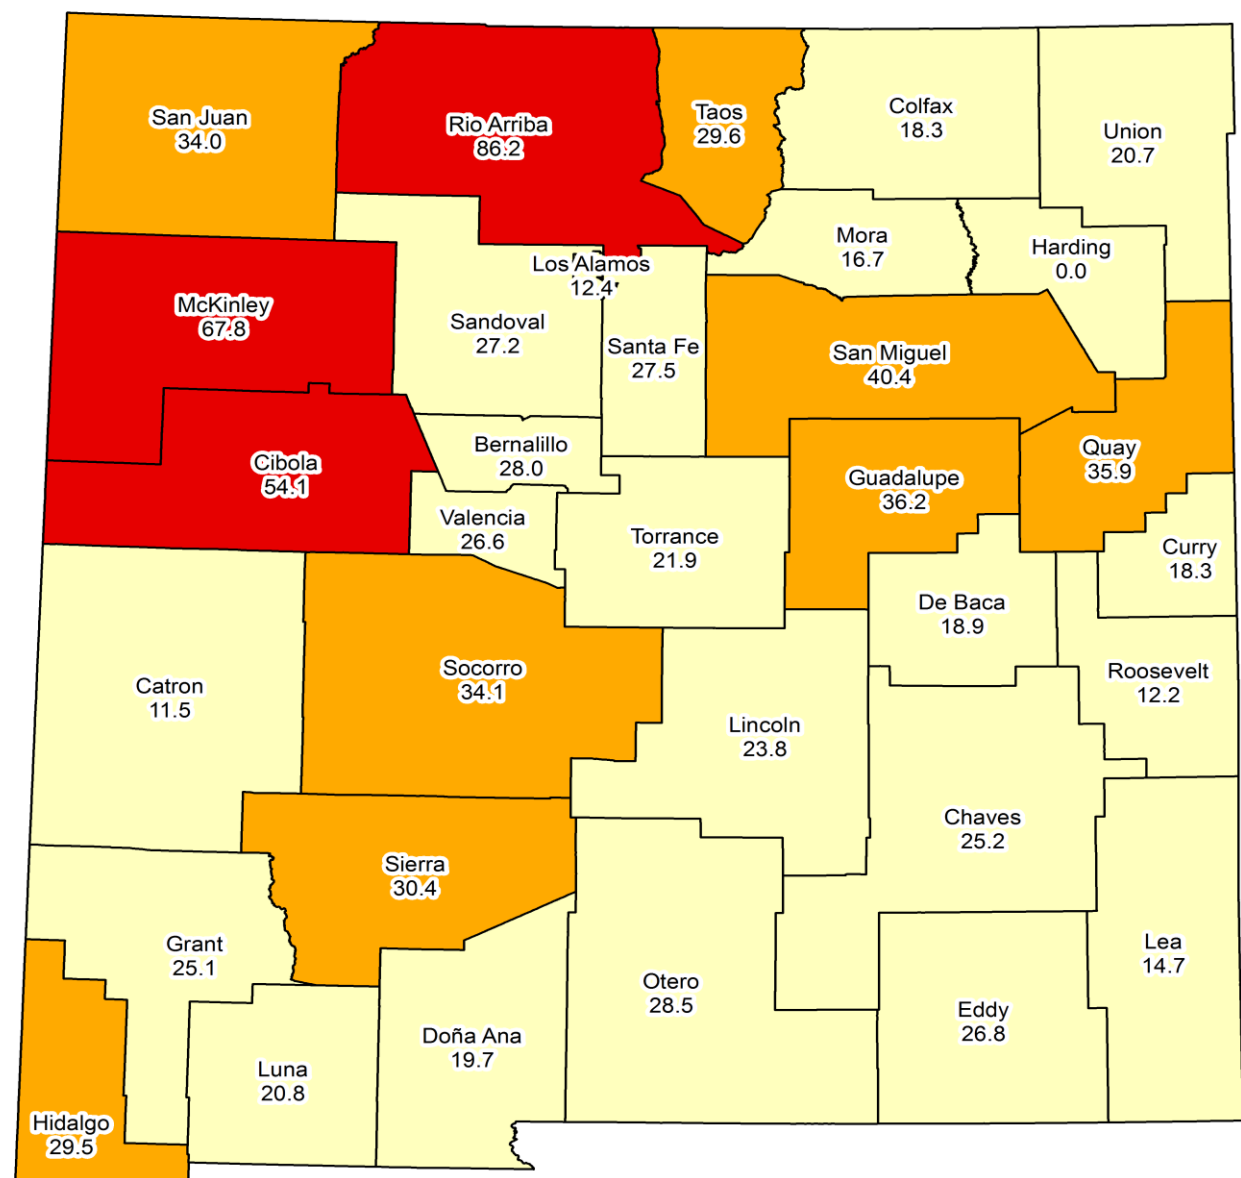 San Juan
34.0
Rio Arriba
86.2
Taos
29.6
Colfax
18.3
Union
20.7
Mora
16.7
Harding
0.0
Los Alamos
12.4
McKinley
67.8
Sandoval
27.2
Santa Fe
27.5
San Miguel
40.4
Cibola
54.1
Bernalillo
28.0
Guadalupe
36.2
Quay
35.9
Valencia
26.6
Torrance
21.9
Curry
18.3
De Baca
18.9
Catron
11.5
Socorro
34.1
Roosevelt
12.2
Lincoln
23.8
Chaves
25.2
Sierra
30.4
Grant
25.1
Otero
28.5
Lea
14.7
Eddy
26.8
Doña Ana
19.7
Luna
20.8
Hidalgo
29.5